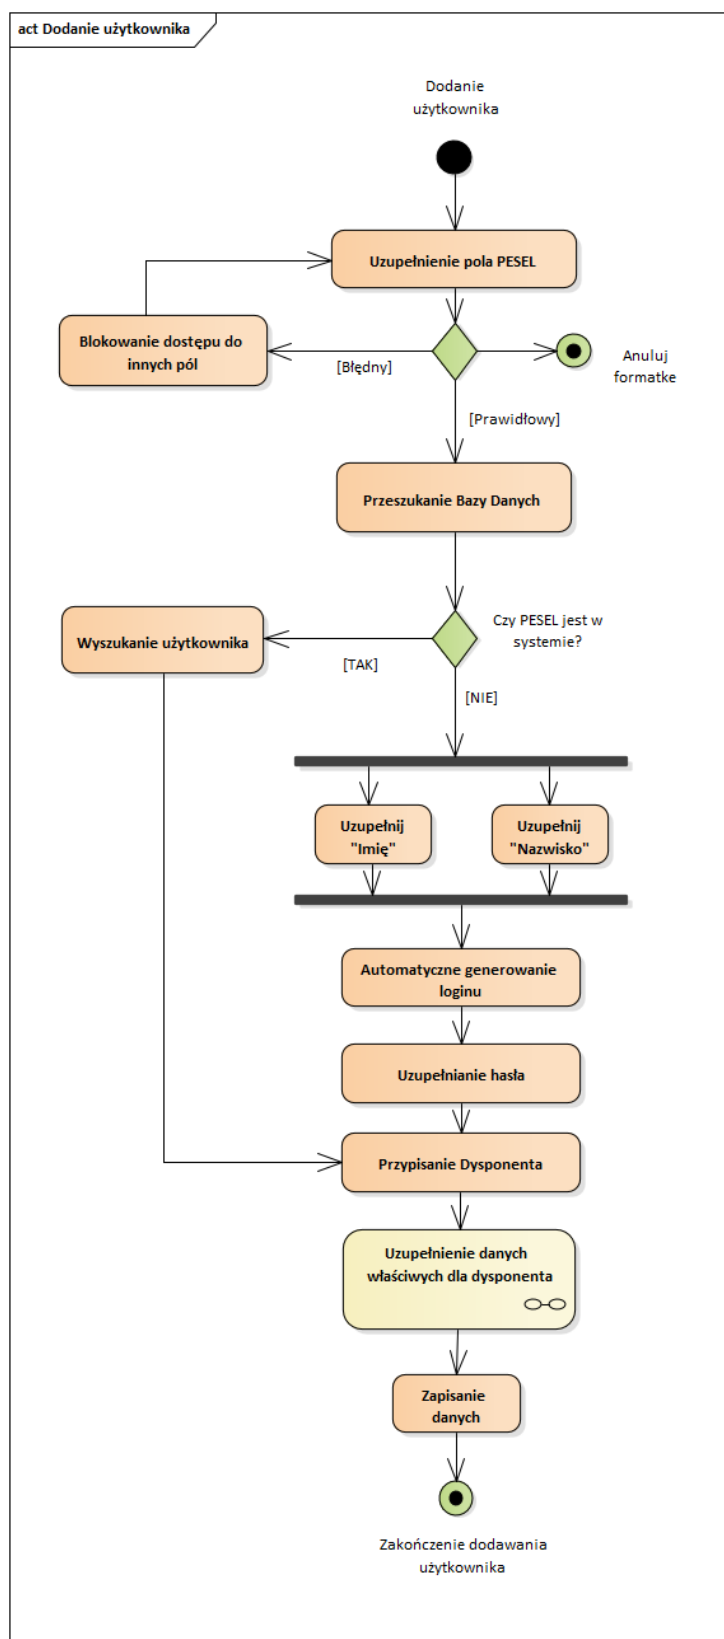 act Dodanie użytkownika
Dodanie
użytkownika
Uzupełnienie pola PESEL
Blokowanie dostępu do
innych pól
[Błędny]
Anuluj
formatke
[Prawidłowy]
Przeszukanie Bazy Danych
Czy PESEL jest w
systemie?
Wyszukanie użytkownika
[TAK]
[NIE]
Uzupełnij
"Imię"
Uzupełnij
"Nazwisko"
Automatyczne generowanie
loginu
Uzupełnianie hasła
Przypisanie Dysponenta
Uzupełnienie danych
właściwych dla dysponenta
Zapisanie
danych
Zakończenie dodawania
użytkownika